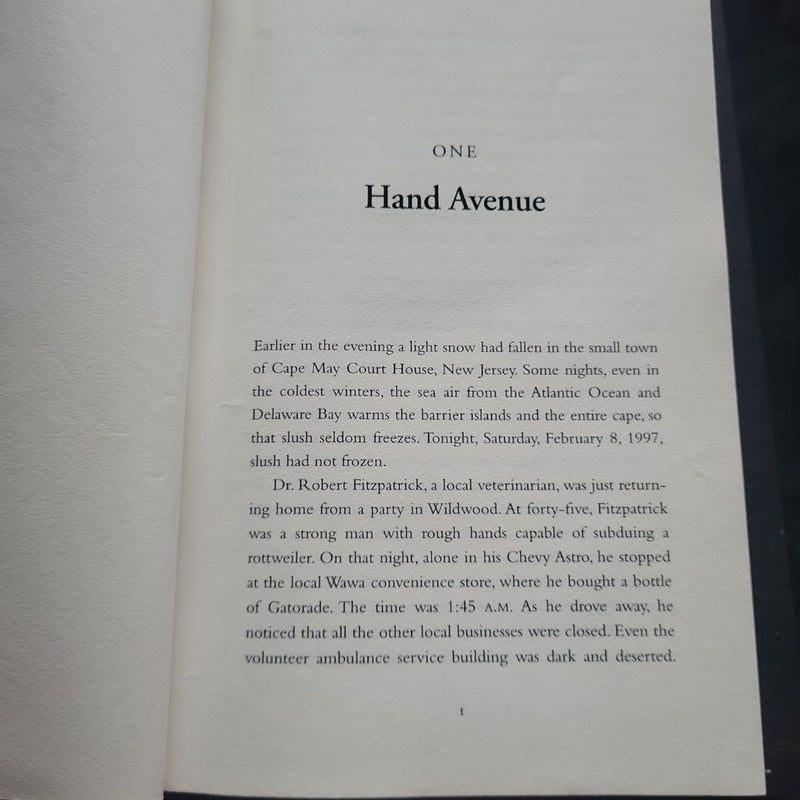 ONE
Hand Avenue
Earlier in the evening a light snow had fallen in the small town
of Cape May Court House, New Jersey. Some nights, even in
the coldest winters, the sea air from the Atlantic Ocean and
Delaware Bay warms the barrier islands and the entire cape, so
that slush seldom freezes. Tonight, Saturday, February 8, 1997,
slush had not frozen.
Dr. Robert Fitzpatrick, a local veterinarian, was just return-
ing home from a party in Wildwood. At forty-five, Fitzpatrick
was a strong man with rough hands capable of subduing a
rottweiler. On that night, alone in his Chevy Astro, he stopped
at the local Wawa convenience store, where he bought a bottle
of Gatorade. The time was 1:45 A.M. As he drove away, he
noticed that all the other local businesses were closed. Even the
volunteer ambulance service building was dark and deserted.
1